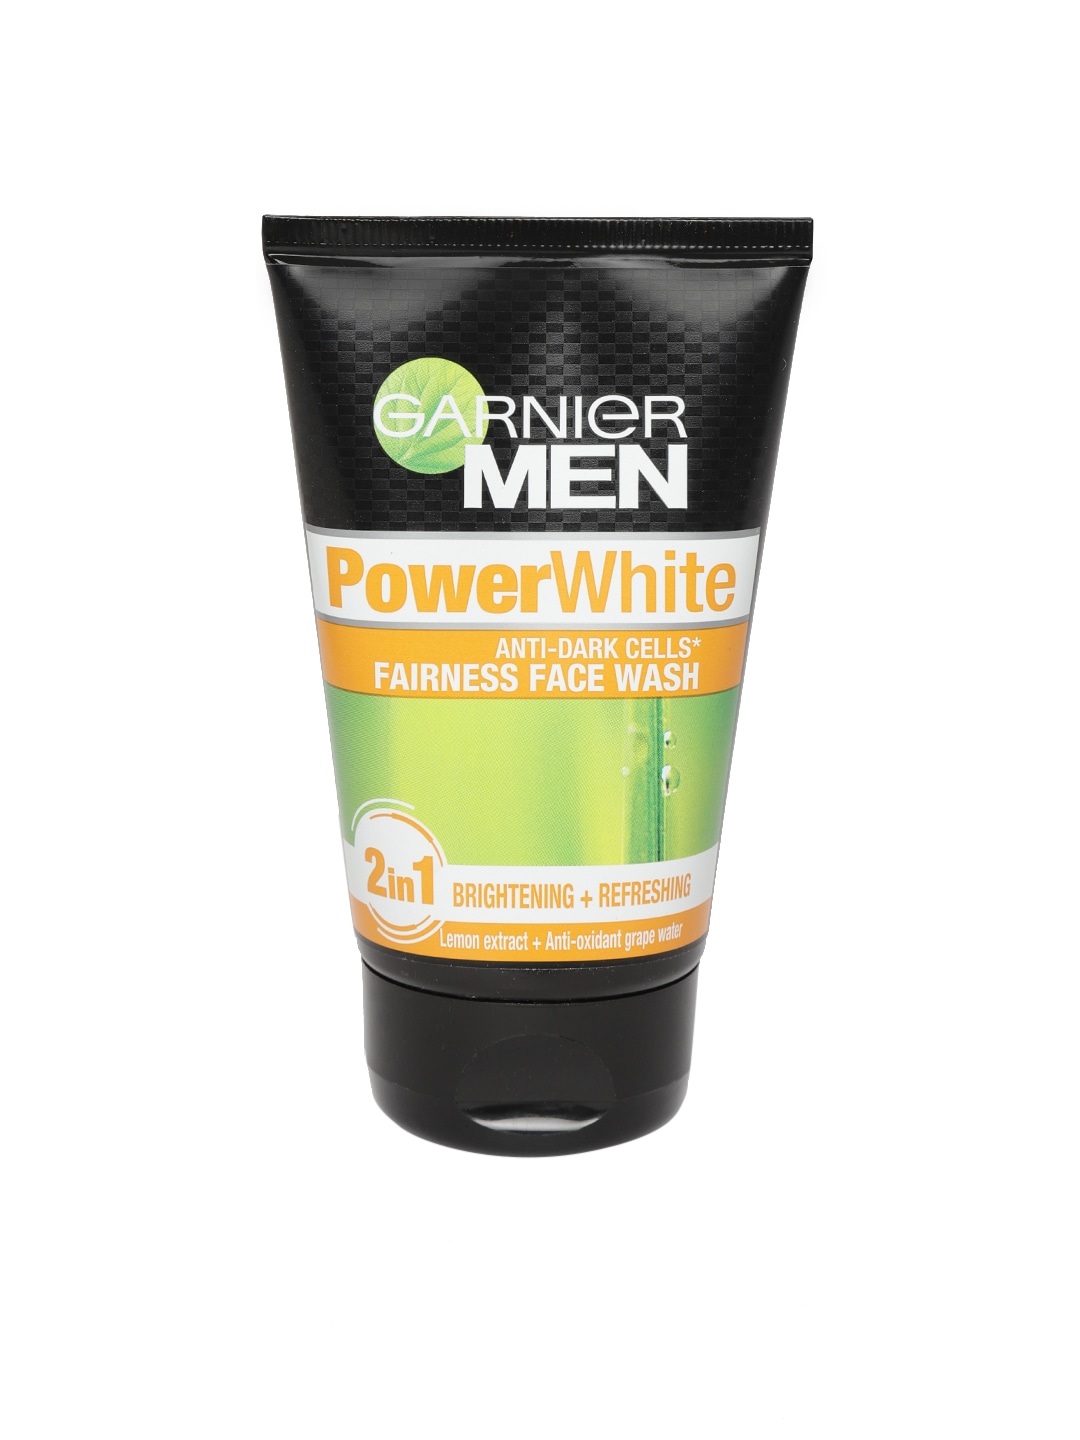 GARNIER
MEN
PowerWhite
ANTI-DARK CELLS*
FAIRNESS FACE WASH
2in1
BRIGHTENING + REFRESHING
Lemon extract + Anti-oxidant grape water